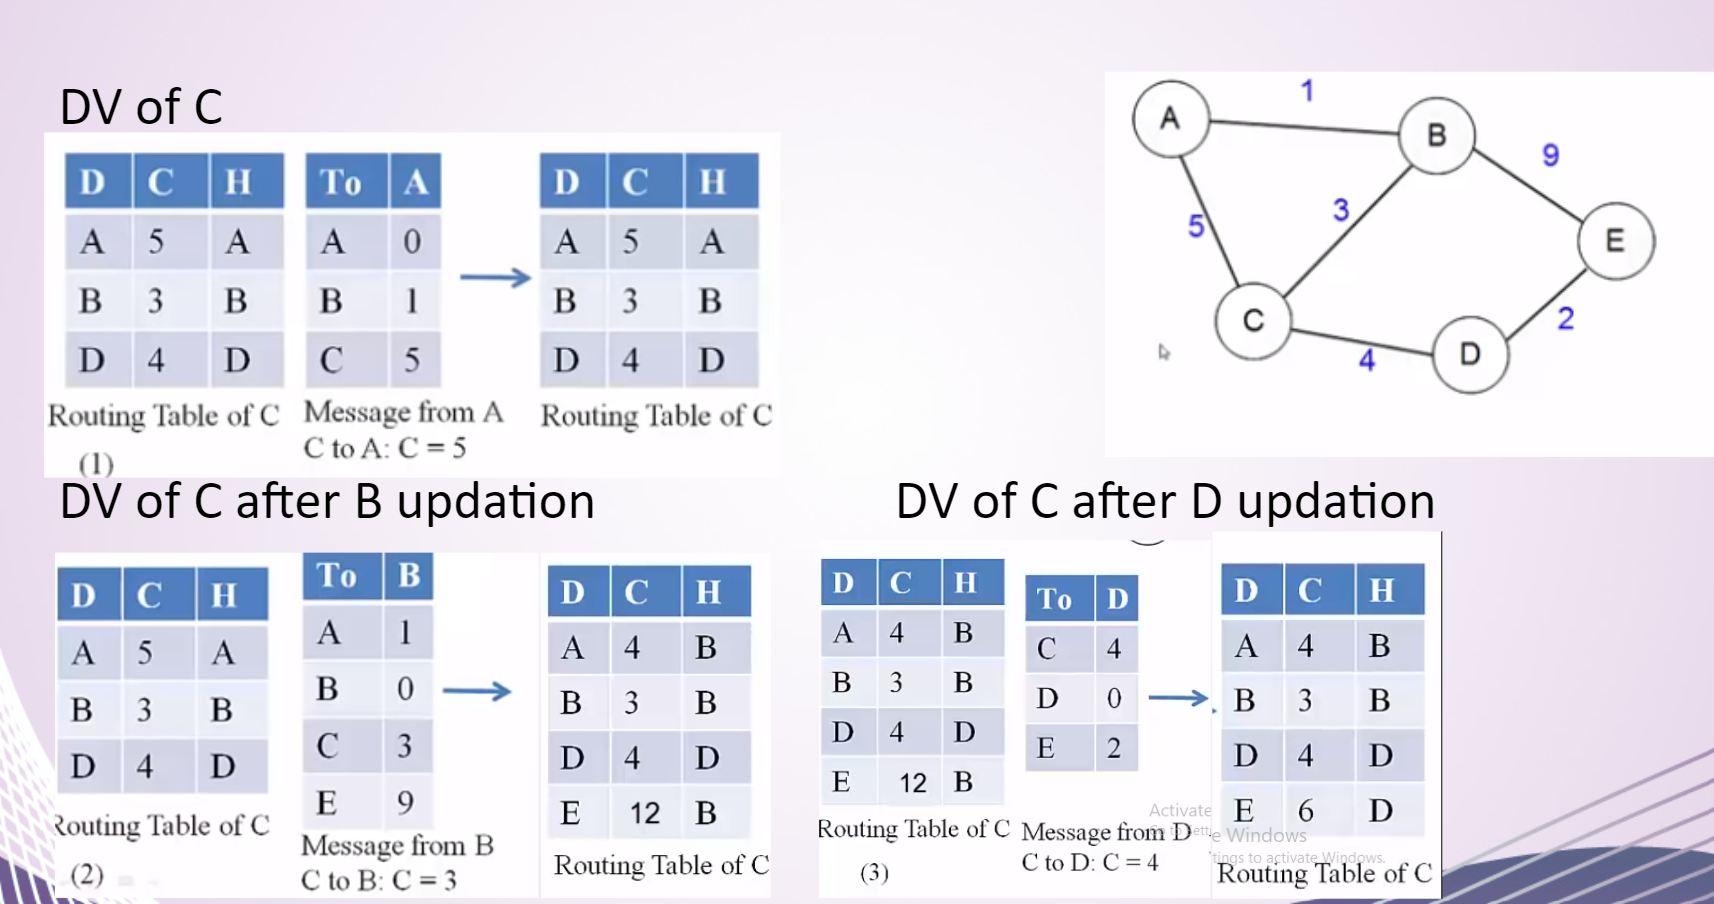 DV of C
D C H
A 5 A
B 3 B
D 4 D
Routing Table of C
(1)
To A
A 0
B 1
C 5
Message from A
C to A: C = 5
D C H
A 5 A
B 3 B
D 4 D
Routing Table of C
A
1
B
9
5
3
E
C
4
D
2
DV of C after B updation
D C H
A 5 A
B 3 B
D 4 D
Routing Table of C
(2)
To B
A 1
B 0
C 3
E 9
Message from B
C to B: C = 3
D C H
A 4 B
B 3 B
D 4 D
E 12 B
Routing Table of C
DV of C after D updation
D C H
A 4 B
B 3 B
D 4 D
E 12 B
Routing Table of C
(3)
To D
C 4
D 0
E 2
Message from D
C to D: C = 4
D C H
A 4 B
B 3 B
D 4 D
E 6 D
Routing Table of C
Activate
e Windows
tings to activate Windows.